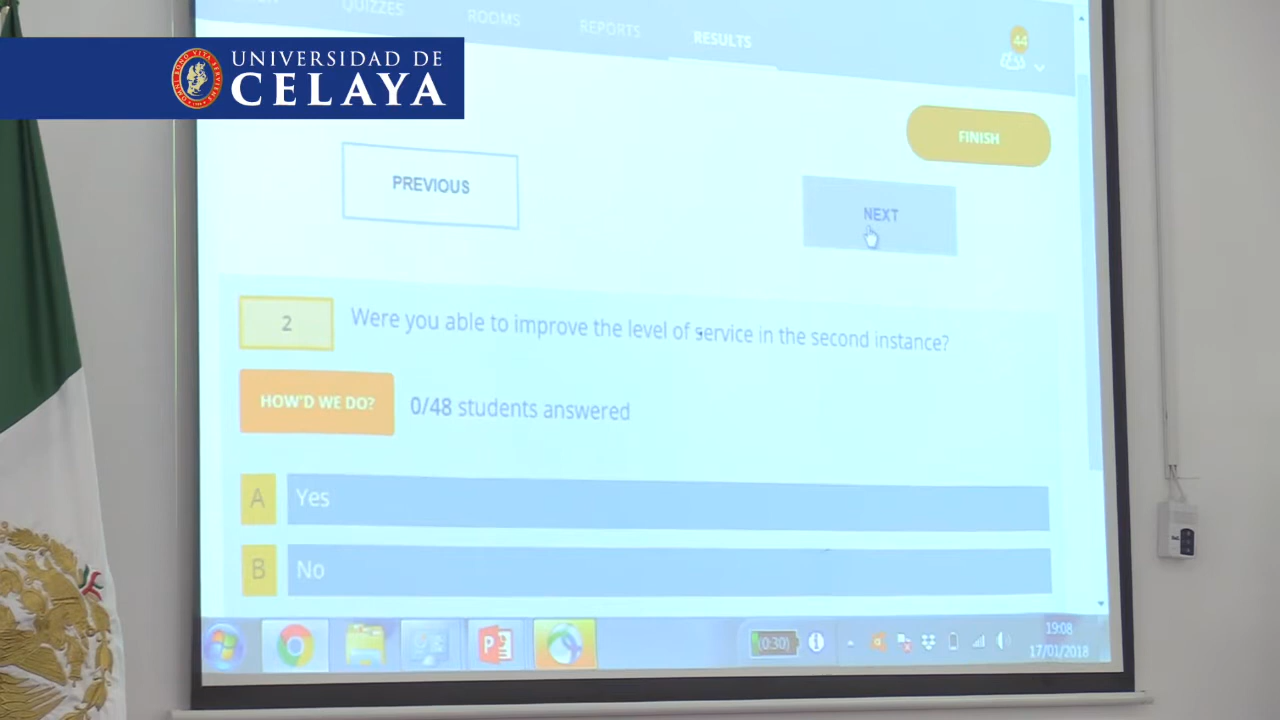 QUIZZES
ROOMS
REPORTS
RESULTS
44
UNIVERSIDAD DE
CELAYA
FINISH
PREVIOUS
NEXT
2
Were you able to improve the level of service in the second instance?
HOW'D WE DO?
0/48 students answered
A
Yes
B
No
(0:30)
19:08
17/01/2018